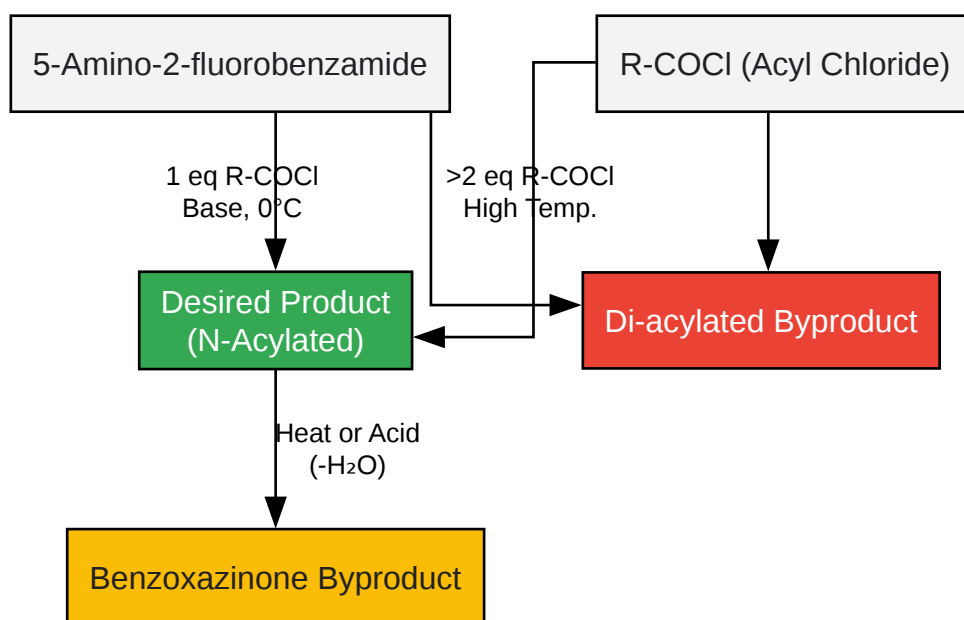 5-Amino-2-fluorobenzamide
R-COCl (Acyl Chloride)
1 eq R-COCl
Base, 0°C
>2 eq R-COCl
High Temp.
Desired Product
(N-Acylated)
Di-acylated Byproduct
Heat or Acid
(-H₂O)
Benzoxazinone Byproduct